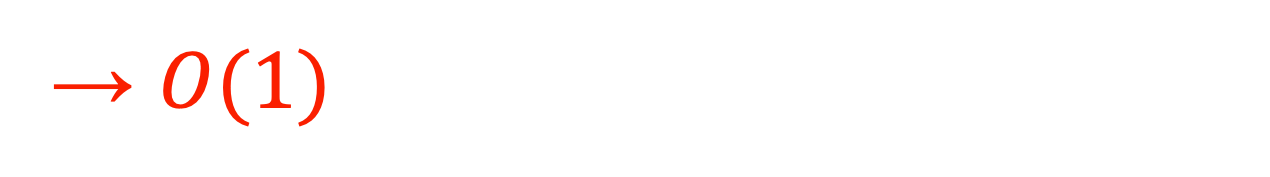 → O(1)